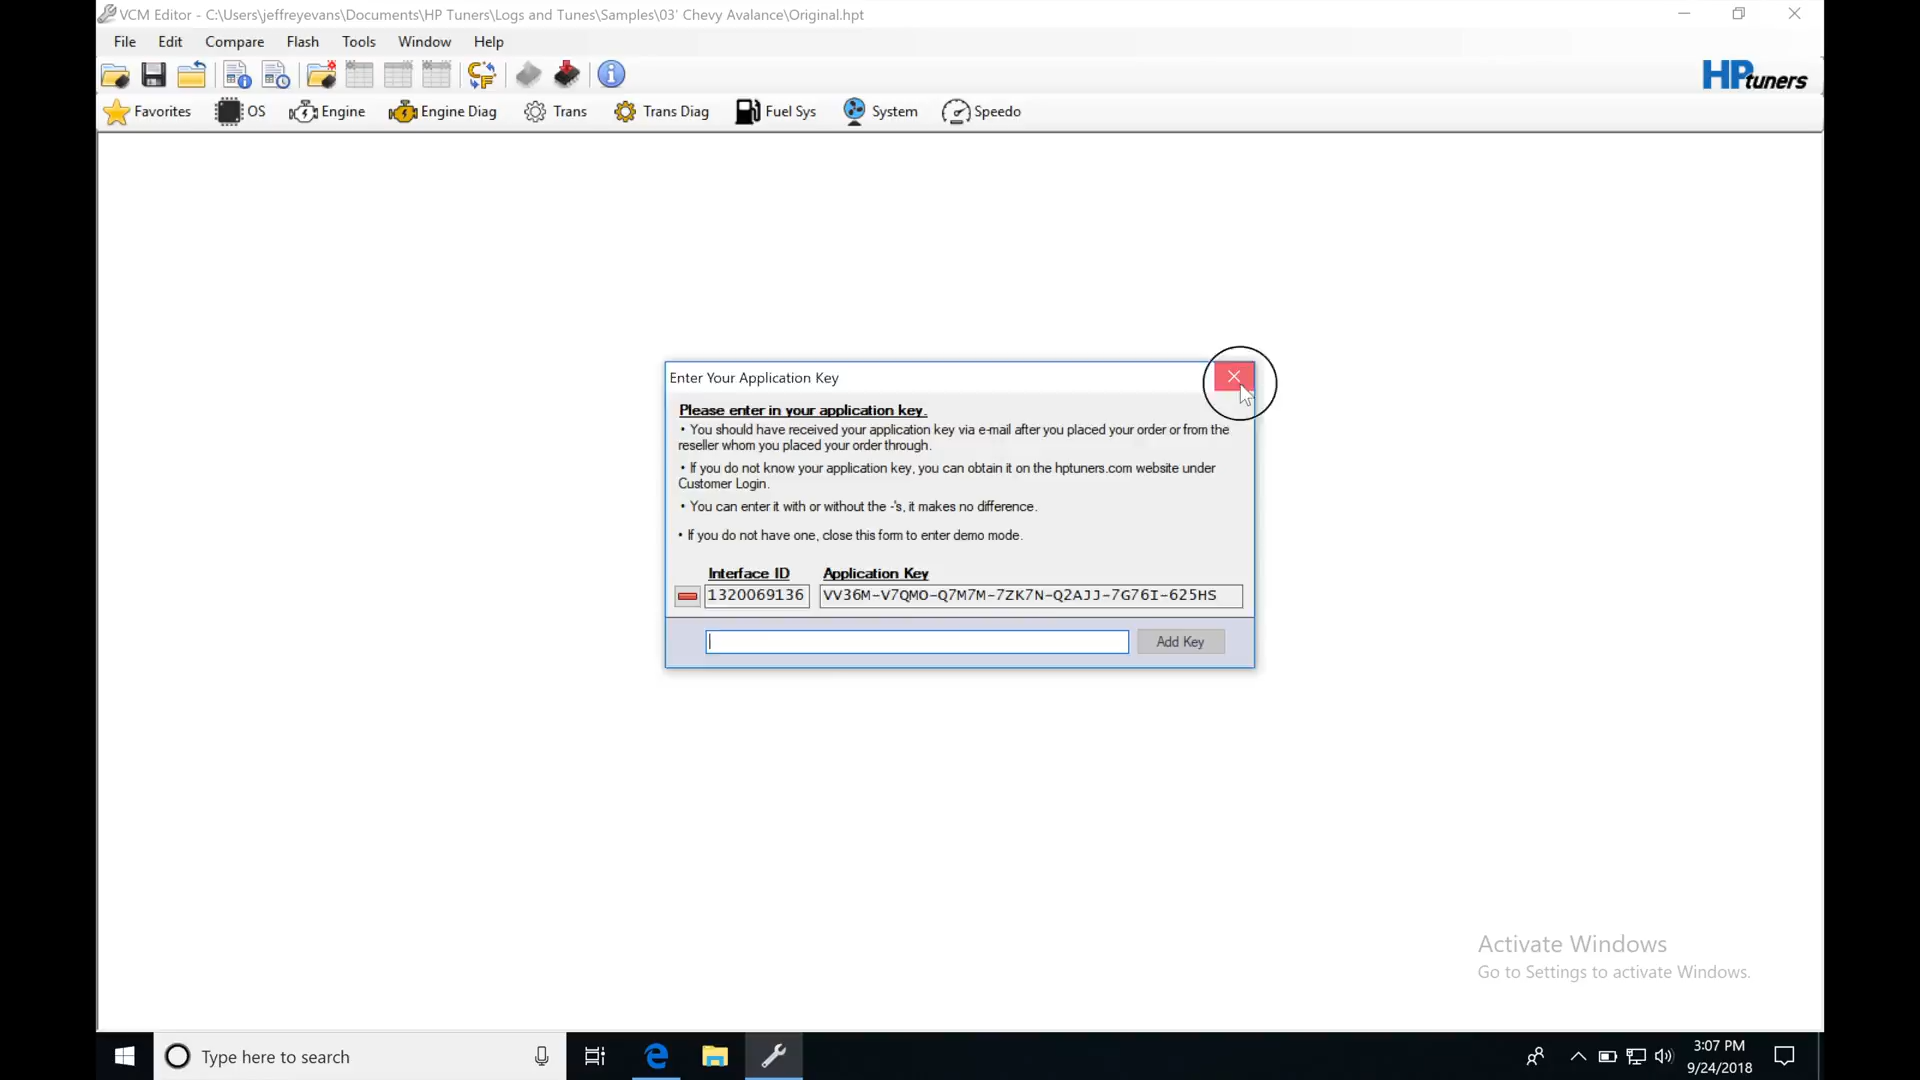 VCM Editor - C:\Users\jeffreyevans\Documents\HP Tuners\Logs and Tunes\Samples\03' Chevy Avalance\Original.hpt
File Edit Compare Flash Tools Window Help
HPtuners
Favorites OS Engine Engine Diag Trans Trans Diag Fuel Sys System Speedo
Enter Your Application Key
Please enter in your application key.
• You should have received your application key via e-mail after you placed your order or from the
reseller whom you placed your order through.
• If you do not know your application key, you can obtain it on the hptuners.com website under
Customer Login.
• You can enter it with or without the -'s, it makes no difference.
• If you do not have one, close this form to enter demo mode.
Interface ID Application Key
1320069136 VV36M-V7QMO-Q7M7M-7ZK7N-Q2AJJ-7G76I-625HS
Add Key
Activate Windows
Go to Settings to activate Windows.
Type here to search
3:07 PM
9/24/2018